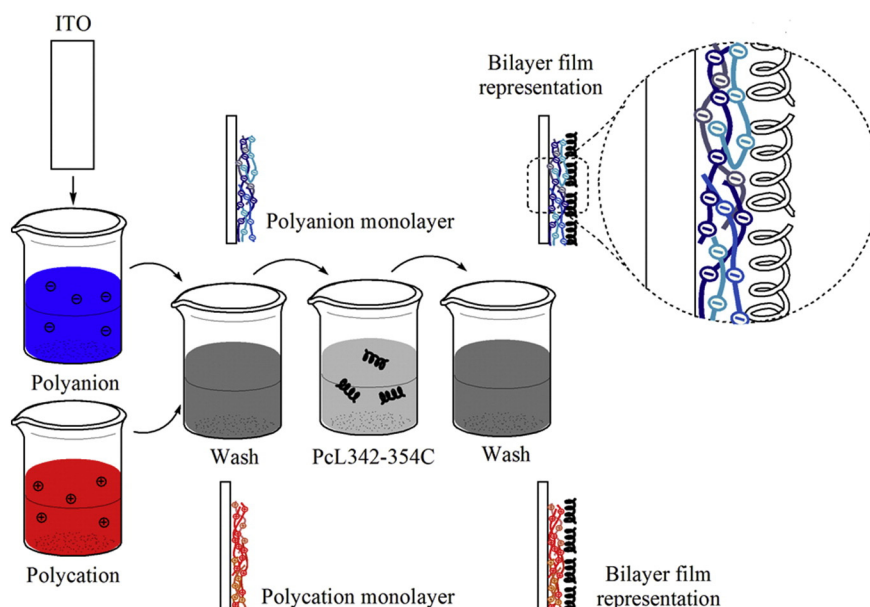 ITO
Bilayer film
representation
Polyanion monolayer
Polyanion
Wash
PcL342-354C
Wash
Polycation
Polycation monolayer
Bilayer film
representation